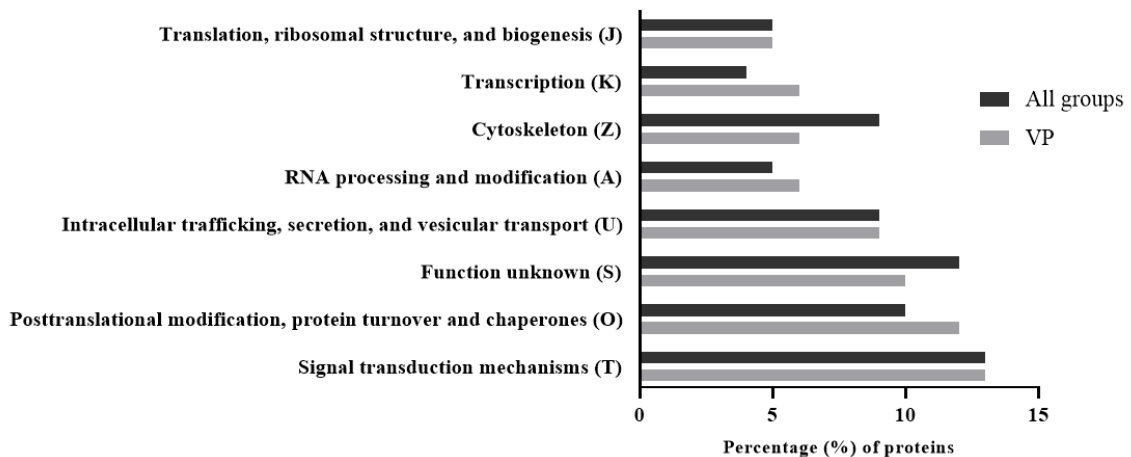 Translation, ribosomal structure, and biogenesis (J)
Transcription (K)
Cytoskeleton (Z)
RNA processing and modification (A)
Intracellular trafficking, secretion, and vesicular transport (U)
Function unknown (S)
Posttranslational modification, protein turnover and chaperones (O)
Signal transduction mechanisms (T)
All groups
VP
0 5 10 15
Percentage (%) of proteins